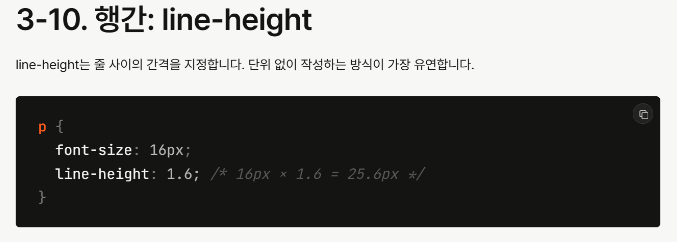 3-10. 행간: line-height
line-height는 줄 사이의 간격을 지정합니다. 단위 없이 작성하는 방식이 가장 유연합니다.
p {
  font-size: 16px;
  line-height: 1.6; /* 16px × 1.6 = 25.6px */
}